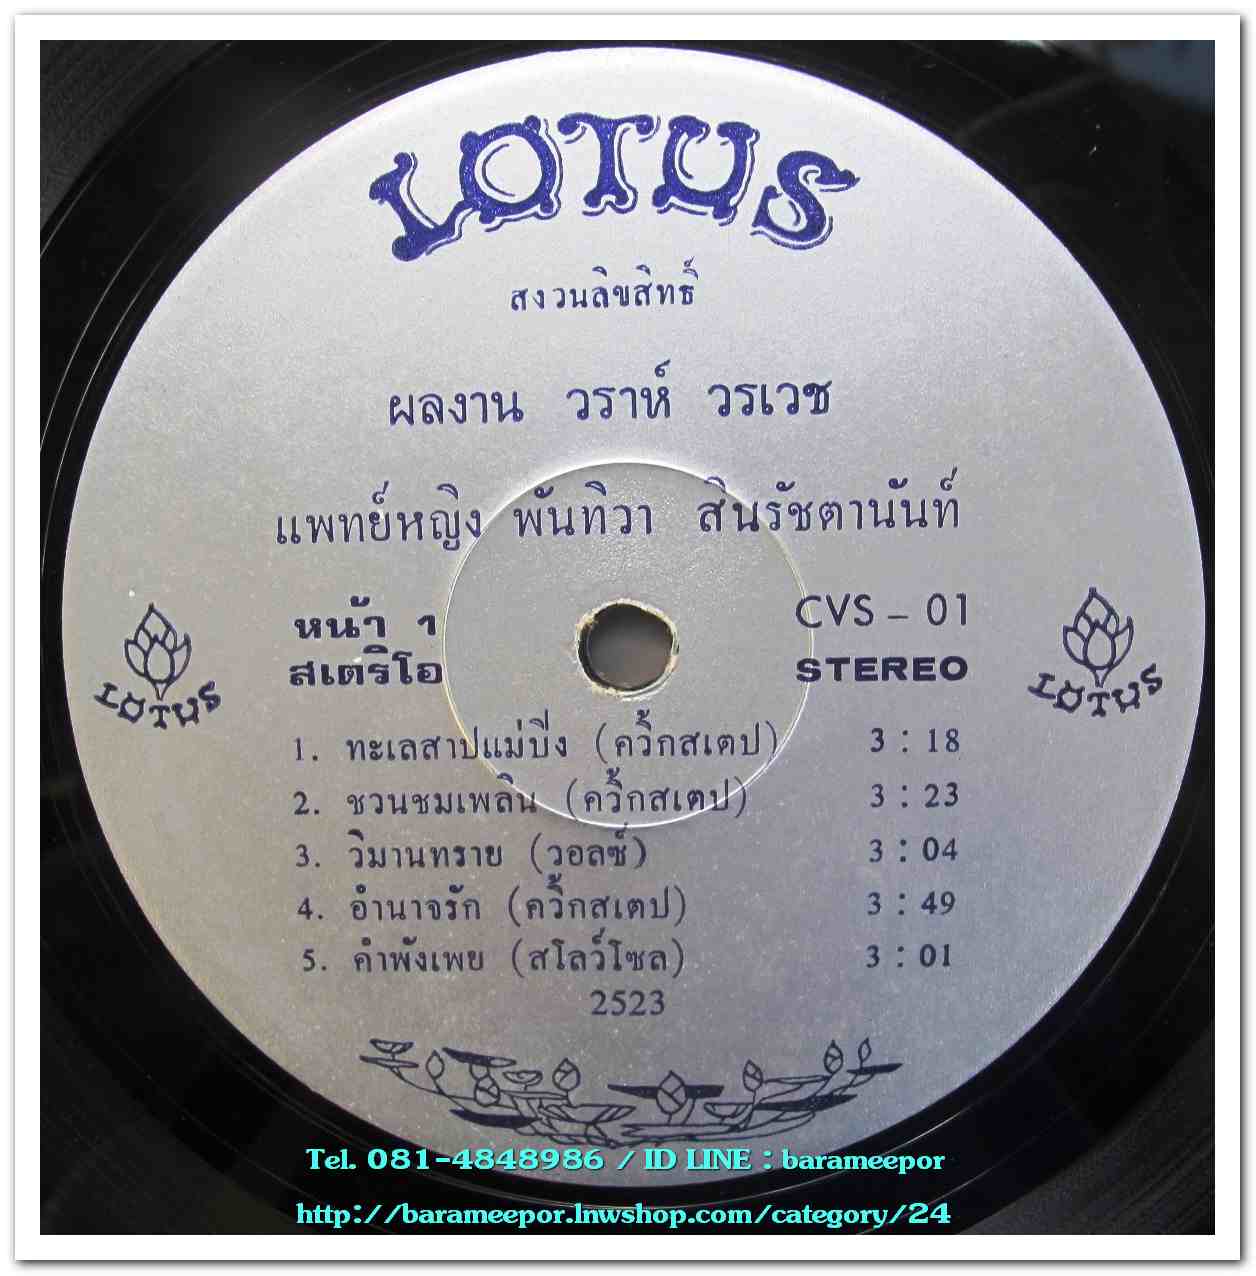 LOTUS
สงวนลิขสิทธิ์
ผลงาน วราห์ วรเวช
แพทย์หญิง พันทิวา สินรัชตานันท์
หน้า ๑ CVS – 01
สเตริโอ STEREO
LOTUS LOTUS
1. ทะเลสาปแม่ปิง (ควิ๊กสเตป) 3 : 18
2. ชวนชมเพลิน (ควิ๊กสเตป) 3 : 23
3. วิมานทราย (วอลซ์) 3 : 04
4. อำนาจรัก (ควิ๊กสเตป) 3 : 49
5. คำพังเพย (สโลว์โซล) 3 : 01
2523
Tel. 081-4848986 / ID LINE : barameepor
http://barameepor.lnwshop.com/category/24